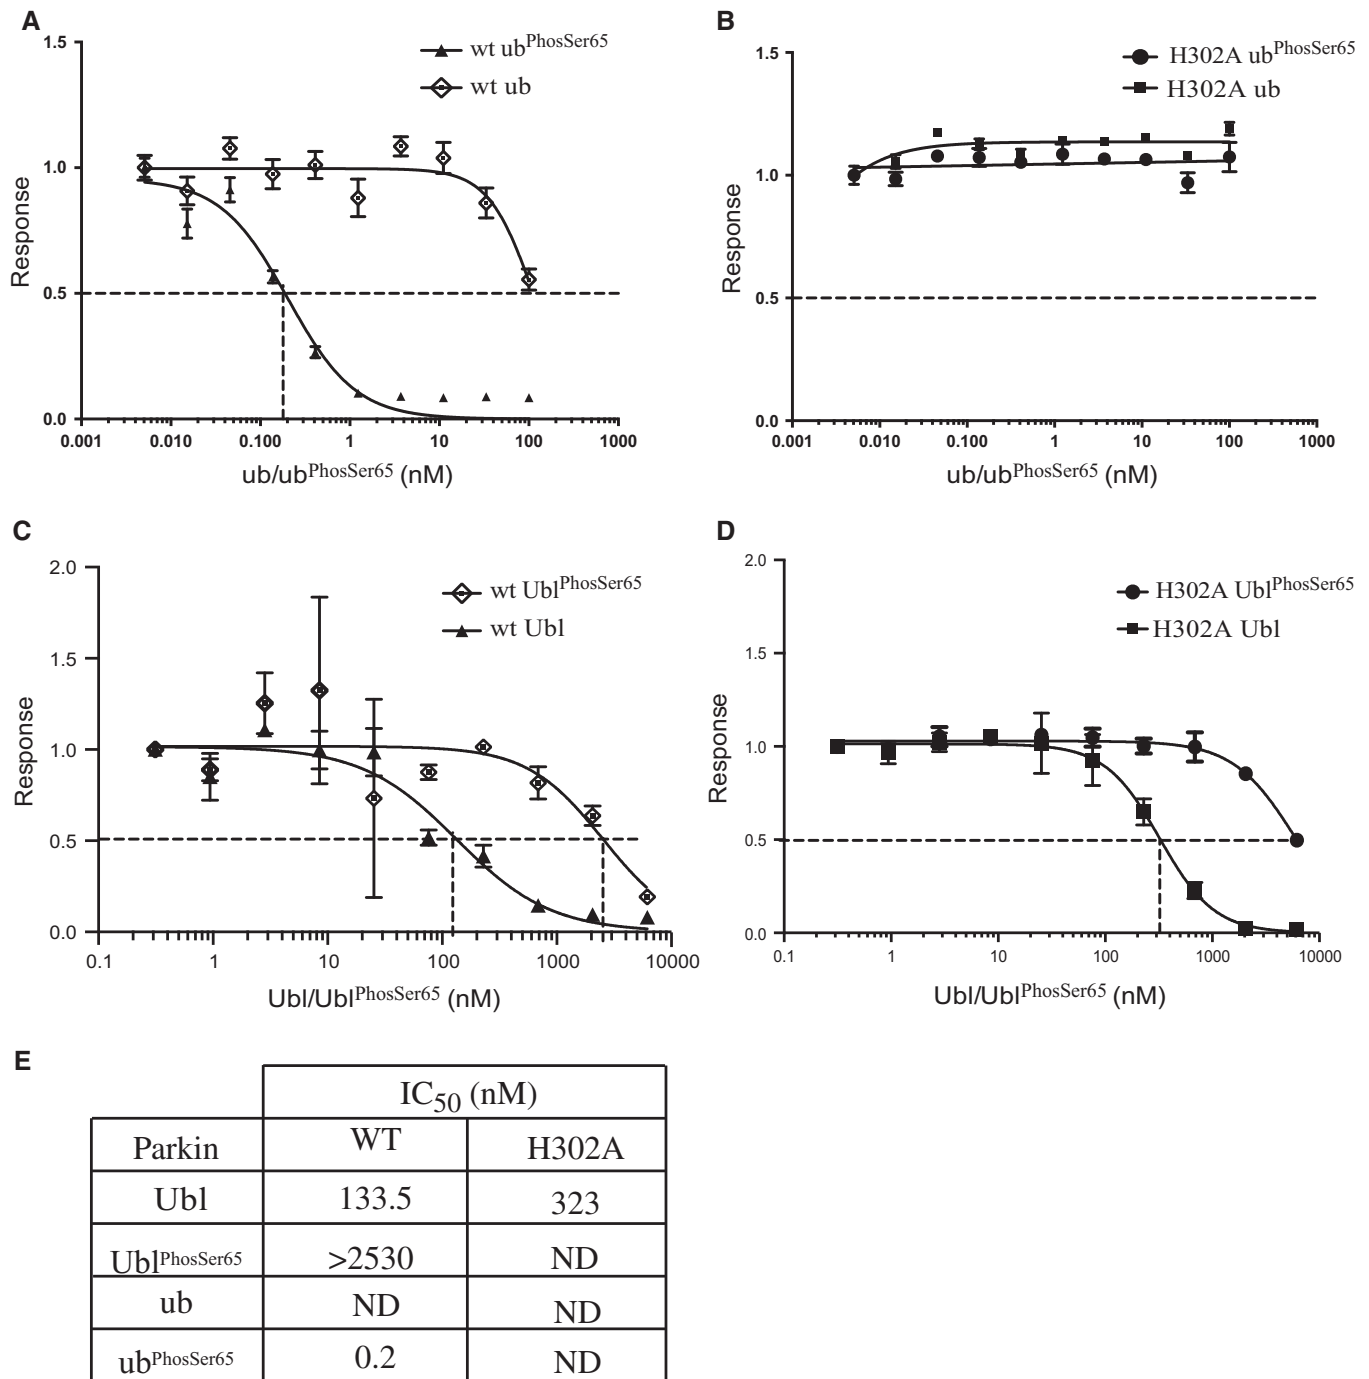 A
wt ub^PhosSer65
wt ub
1.5
1.0
0.5
0.0
Response
0.001 0.010 0.100 1 10 100 1000
ub/ub^PhosSer65 (nM)
B
H302A ub^PhosSer65
H302A ub
1.5
1.0
0.5
0.0
Response
0.001 0.010 0.100 1 10 100 1000
ub/ub^PhosSer65 (nM)
C
wt Ubl^PhosSer65
wt Ubl
2.0
1.5
1.0
0.5
0.0
Response
0.1 1 10 100 1000 10000
Ubl/Ubl^PhosSer65 (nM)
D
H302A Ubl^PhosSer65
H302A Ubl
2.0
1.5
1.0
0.5
0.0
Response
0.1 1 10 100 1000 10000
Ubl/Ubl^PhosSer65 (nM)
E
IC50 (nM)
Parkin WT H302A
Ubl 133.5 323
Ubl^PhosSer65 >2530 ND
ub ND ND
ub^PhosSer65 0.2 ND